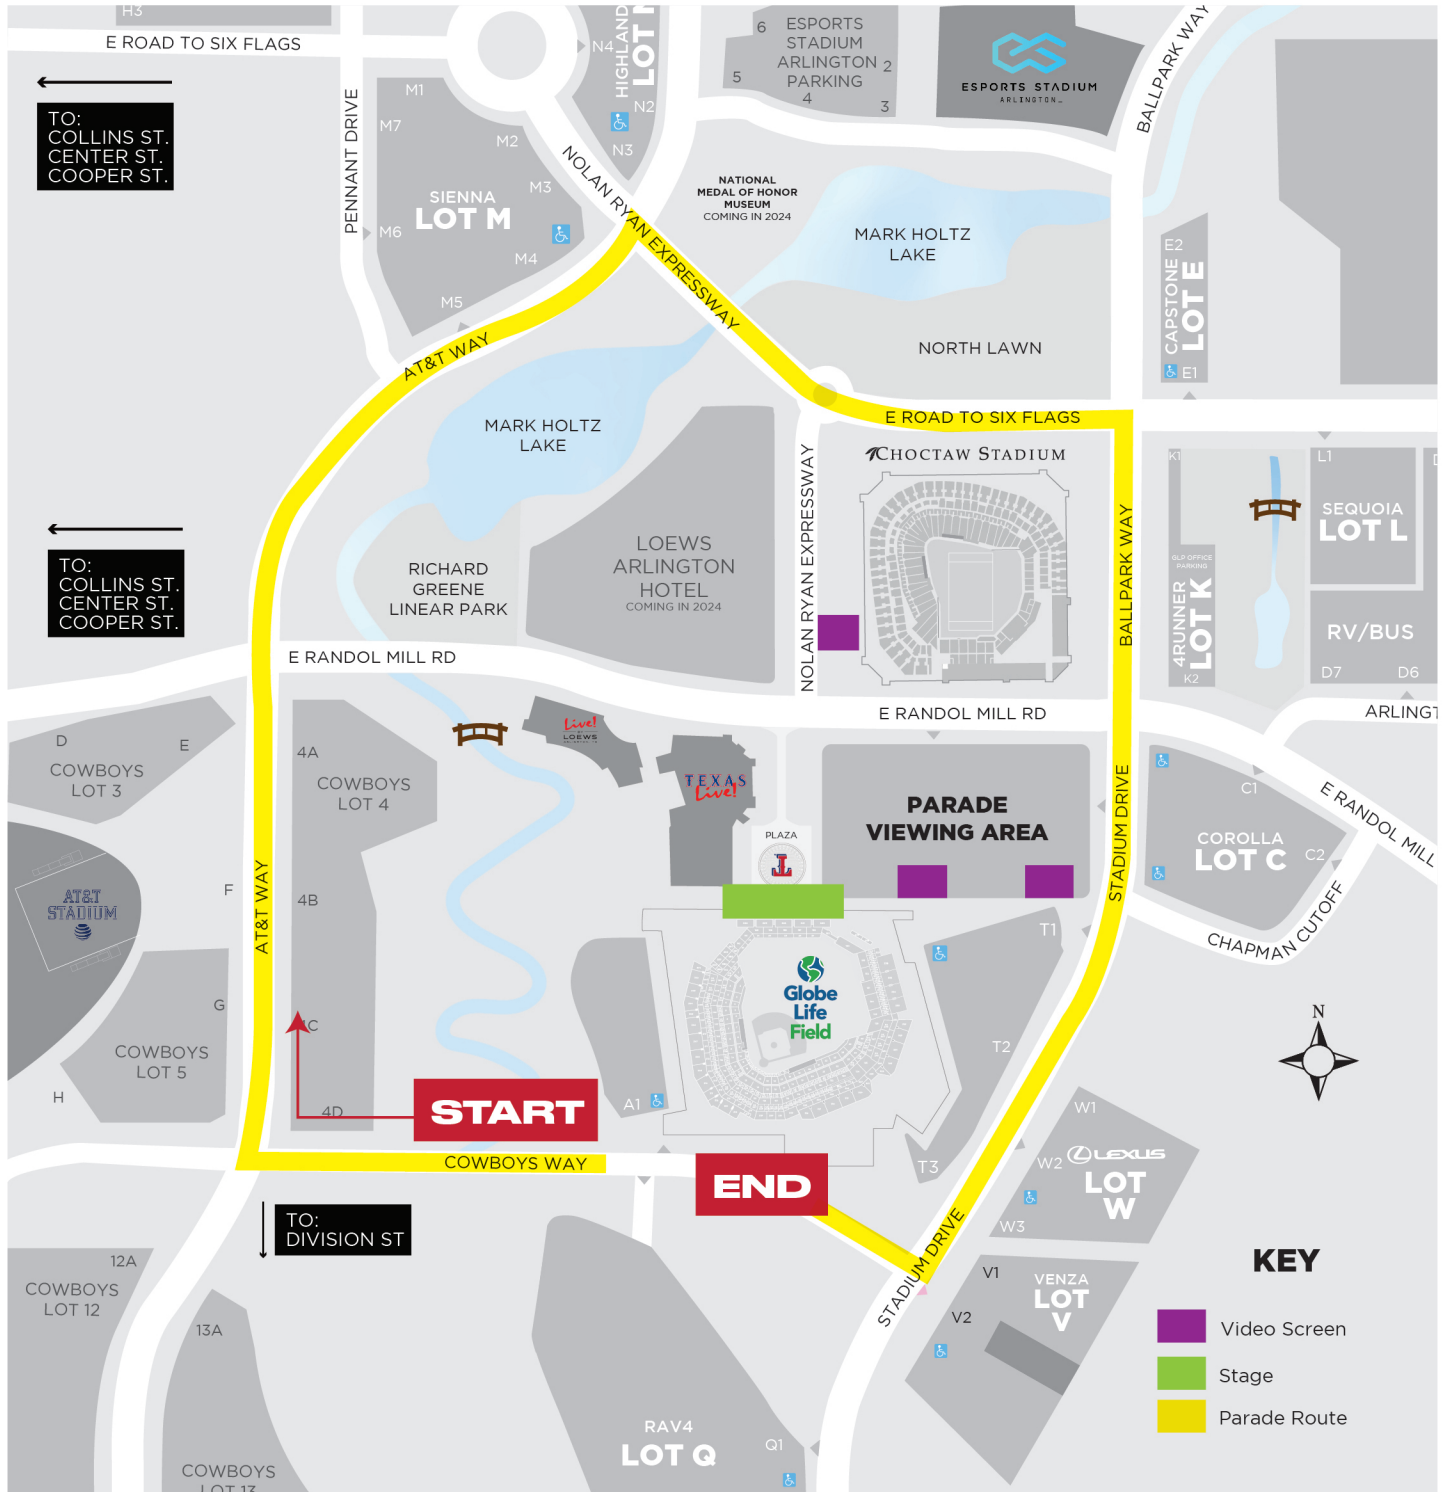 H3
E ROAD TO SIX FLAGS
TO:
COLLINS ST.
CENTER ST.
COOPER ST.
PENNANT DRIVE
M1
M7
M2
M3
SIENNA
LOT M
M6
M4
M5
N4
HIGHLAND
N2
N3
NOLAN RYAN EXPRESSWAY
6
ESPORTS
STADIUM
ARLINGTON
PARKING
2
5
4
3
ESPORTS STADIUM
ARLINGTON
BALLPARK WAY
NATIONAL
MEDAL OF HONOR
MUSEUM
COMING IN 2024
MARK HOLTZ
LAKE
E2
CAPSTONE
LOT E
E1
NORTH LAWN
AT&T WAY
MARK HOLTZ
LAKE
E ROAD TO SIX FLAGS
CHOCTAW STADIUM
K1
L1
SEQUOIA
LOT L
TO:
COLLINS ST.
CENTER ST.
COOPER ST.
RICHARD
GREENE
LINEAR PARK
LOEWS
ARLINGTON
HOTEL
COMING IN 2024
NOLAN RYAN EXPRESSWAY
BALLPARK WAY
GLP OFFICE
PARKING
4RUNNER
LOT K
K2
RV/BUS
D7
D6
E RANDOL MILL RD
E RANDOL MILL RD
ARLINGT
D
E
COWBOYS
LOT 3
4A
COWBOYS
LOT 4
Live!
LOEWS
TEXAS
Live!
PARADE
VIEWING AREA
PLAZA
STADIUM DRIVE
C1
COROLLA
LOT C
C2
E RANDOL MILL
CHAPMAN CUTOFF
AT&T
STADIUM
F
4B
AT&T WAY
G
COWBOYS
LOT 5
H
4C
4D
START
Globe
Life
Field
A1
T1
T2
T3
N
W1
W2
LEXUS
LOT
W
W3
COWBOYS WAY
END
TO:
DIVISION ST
STADIUM DRIVE
V1
V2
VENZA
LOT
V
12A
COWBOYS
LOT 12
13A
COWBOYS
LOT 13
RAV4
LOT Q
Q1
KEY
Video Screen
Stage
Parade Route